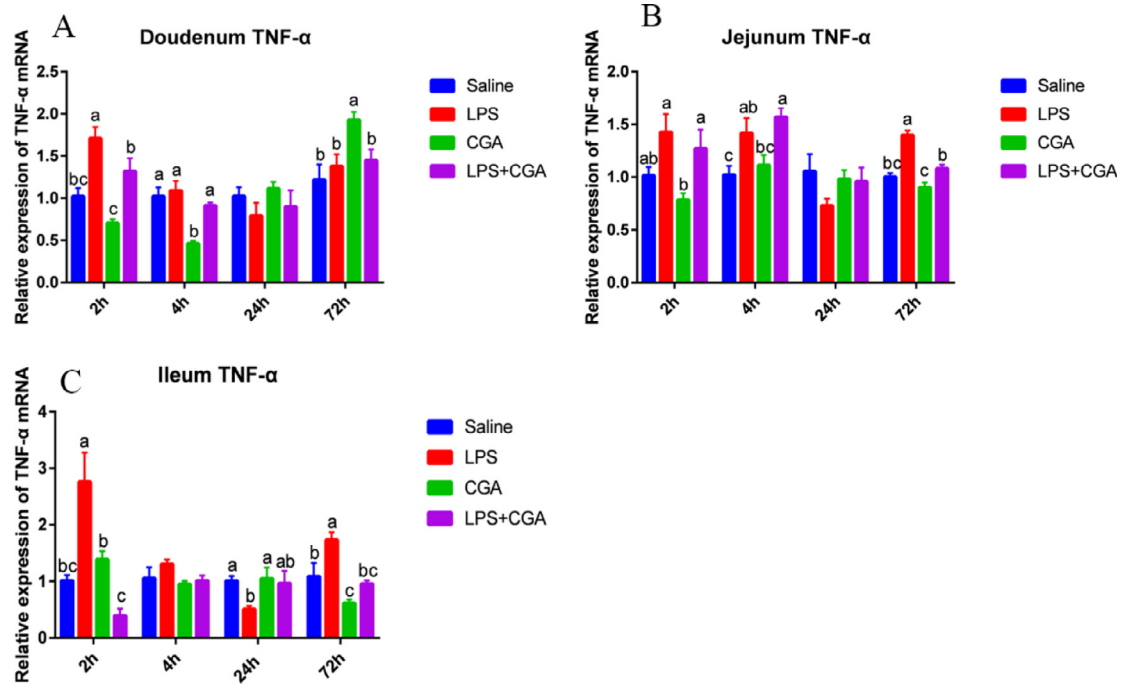 A
Doudenum TNF-α
Relative expression of TNF-α mRNA
2.5
2.0
1.5
1.0
0.5
0.0
bc
a
c
b
a
a
b
a
b
b
a
b
2h
4h
24h
72h
Saline
LPS
CGA
LPS+CGA
B
Jejunum TNF-α
Relative expression of TNF-α mRNA
2.0
1.5
1.0
0.5
0.0
ab
a
b
a
c
ab
bc
a
bc
a
c
b
2h
4h
24h
72h
Saline
LPS
CGA
LPS+CGA
C
Ileum TNF-α
Relative expression of TNF-α mRNA
4
3
2
1
0
bc
a
b
c
a
b
a
ab
b
a
c
bc
2h
4h
24h
72h
Saline
LPS
CGA
LPS+CGA